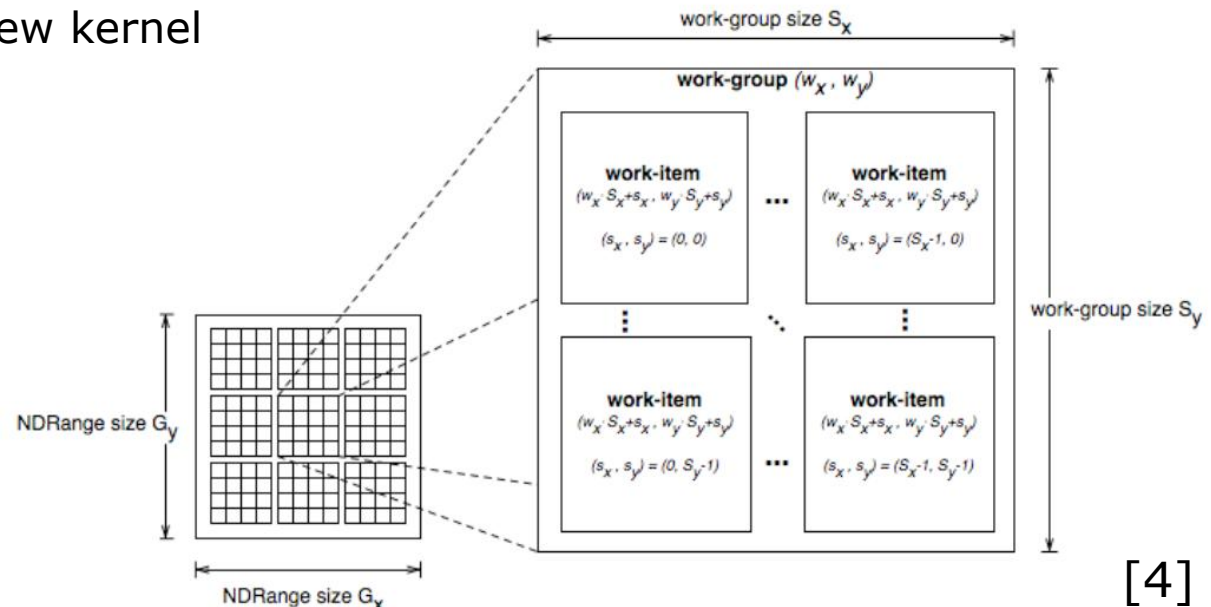 ew kernel
work-group size Sx
work-group (wx , wy)
work-item work-item
(wx·Sx+sx , wy·Sy+sy) ... (wx·Sx+sx , wy·Sy+sy)
(sx , sy) = (0, 0) (sx , sy) = (Sx-1, 0)
work-group size Sy
work-item work-item
(wx·Sx+sx , wy·Sy+sy) (wx·Sx+sx , wy·Sy+sy)
(sx , sy) = (0, Sy-1) ... (sx , sy) = (Sx-1, Sy-1)
NDRange size Gy
NDRange size Gx
[4]